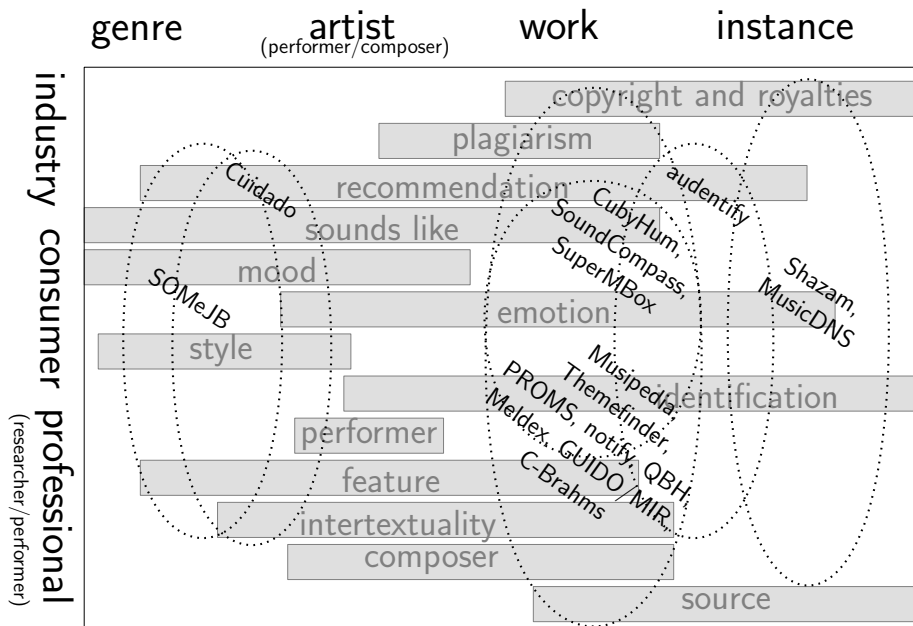 genre
artist
(performer/composer)
work
instance
industry
consumer
professional
(researcher/performer)
copyright and royalties
plagiarism
recommendation
sounds like
mood
emotion
style
identification
performer
feature
intertextuality
composer
source
Cuidado
SOMeJB
CubyHum,
SoundCompass,
SuperMBox
audentify
Shazam,
MusicDNS
Musipedia,
Themefinder,
PROMS, notify, QBH,
Meldex, GUIDO/MIR,
C-Brahms